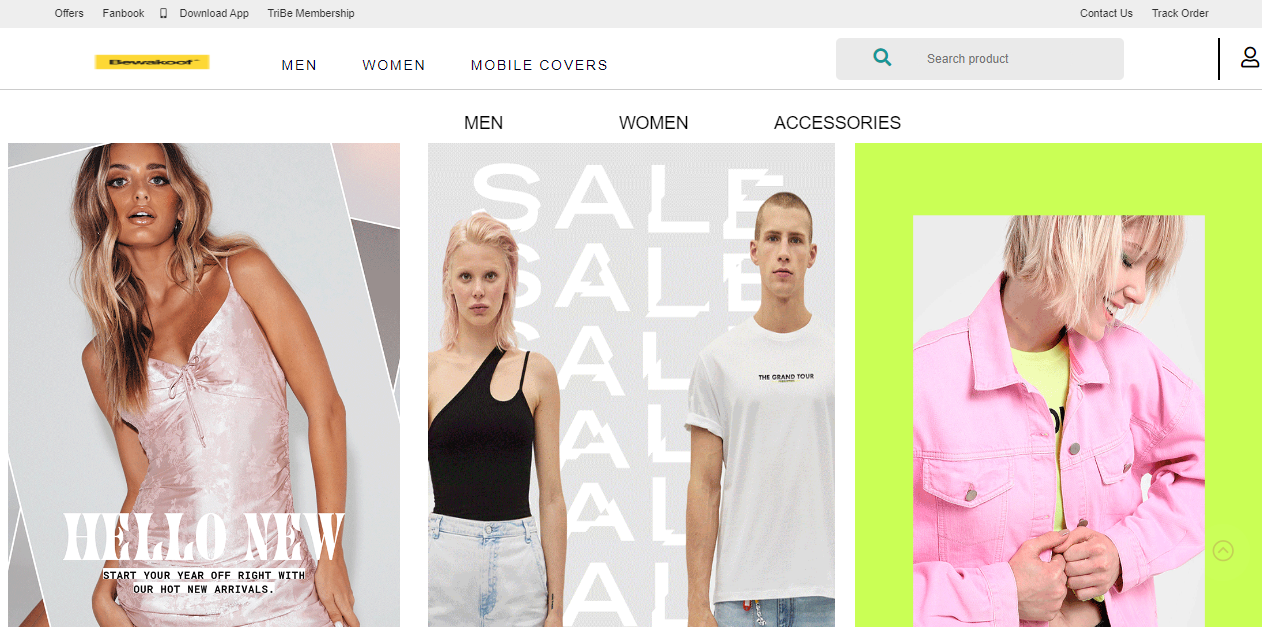 Offers Fanbook Download App TriBe Membership Contact Us Track Order
Bewakoof™ MEN WOMEN MOBILE COVERS Search product
MEN WOMEN ACCESSORIES
HELLO NEW
START YOUR YEAR OFF RIGHT WITH
OUR HOT NEW ARRIVALS.
SALE
SALE
SALE
SALE
SALE
SALE
THE GRAND TOUR